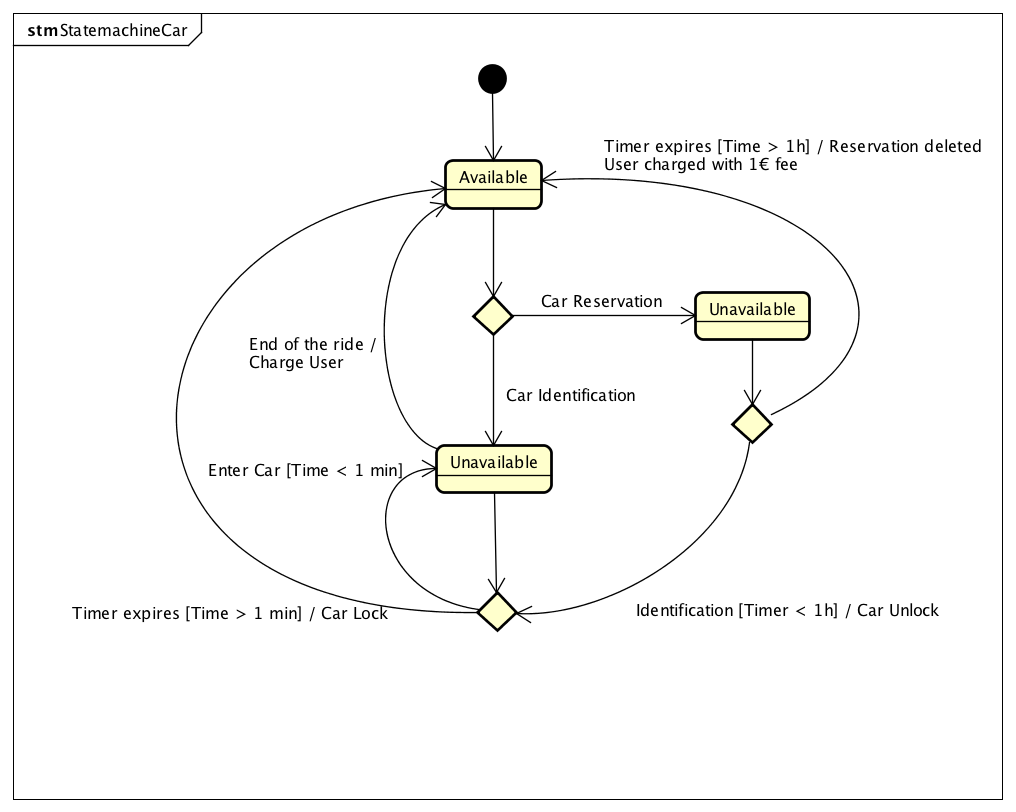 stm StatemachineCar
Timer expires [Time > 1h] / Reservation deleted
User charged with 1€ fee
Available
Car Reservation
Unavailable
End of the ride /
Charge User
Car Identification
Unavailable
Enter Car [Time < 1 min]
Timer expires [Time > 1 min] / Car Lock
Identification [Timer < 1h] / Car Unlock